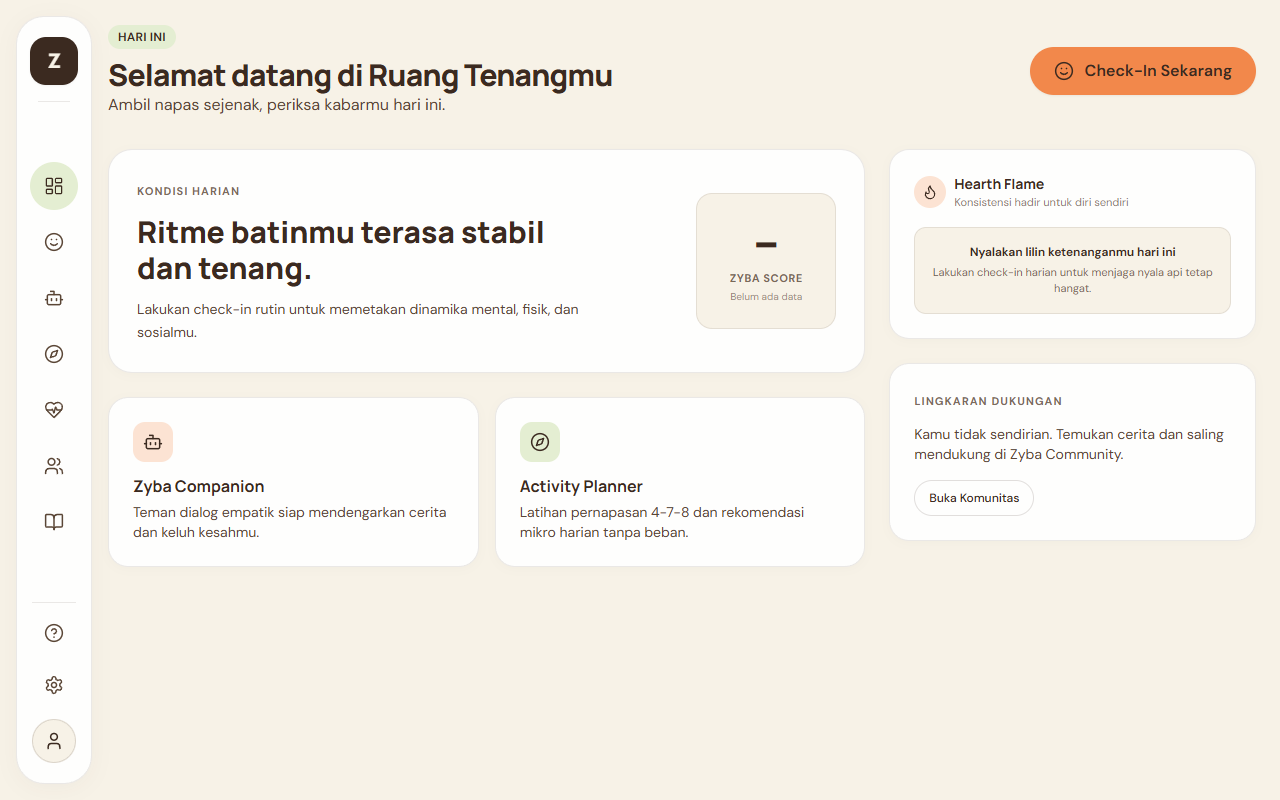 Z
HARI INI
Selamat datang di Ruang Tenangmu
Ambil napas sejenak, periksa kabarmu hari ini.
Check-In Sekarang
KONDISI HARIAN
Ritme batinmu terasa stabil
dan tenang.
Lakukan check-in rutin untuk memetakan dinamika mental, fisik, dan
sosialmu.
–
ZYBA SCORE
Belum ada data
Hearth Flame
Konsistensi hadir untuk diri sendiri
Nyalakan lilin ketenanganmu hari ini
Lakukan check-in harian untuk menjaga nyala api tetap
hangat.
Zyba Companion
Teman dialog empatik siap mendengarkan cerita
dan keluh kesahmu.
Activity Planner
Latihan pernapasan 4-7-8 dan rekomendasi
mikro harian tanpa beban.
LINGKARAN DUKUNGAN
Kamu tidak sendirian. Temukan cerita dan saling
mendukung di Zyba Community.
Buka Komunitas